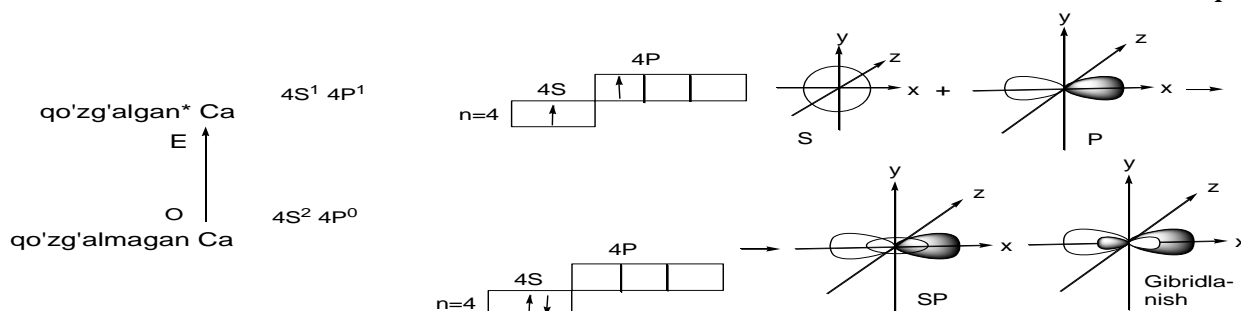 qo'zg'algan* Ca
4S¹ 4P¹
E
O
qo'zg'almagan Ca
4S² 4P⁰
4P
4S
n=4
y
z
x
S
+
y
z
x
P
4P
4S
n=4
y
z
x
SP
y
z
x
Gibridla-
nish